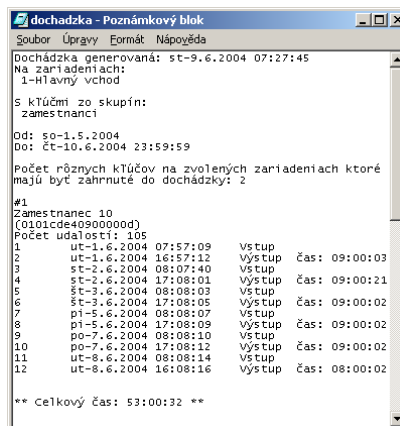 dochadzka - Poznámkový blok
Soubor Úpravy Formát Nápověda
Dochádzka generovaná: st-9.6.2004 07:27:45
Na zariadeniach:
1-Hlavný vchod
S kľúčmi zo skupín:
zamestnanci
Od: so-1.5.2004
Do: čt-10.6.2004 23:59:59
Počet rôznych kľúčov na zvolených zariadeniach ktoré
majú byť zahrnuté do dochádzky: 2
#1
Zamestnanec 10
(0101cde40900000d)
Počet udalostí: 105
1 ut-1.6.2004 07:57:09 Vstup
2 ut-1.6.2004 16:57:12 Výstup čas: 09:00:03
3 st-2.6.2004 08:07:40 Vstup
4 st-2.6.2004 17:08:01 Výstup čas: 09:00:21
5 št-3.6.2004 08:08:03 Vstup
6 št-3.6.2004 17:08:05 Výstup čas: 09:00:02
7 pi-5.6.2004 08:08:07 Vstup
8 pi-5.6.2004 17:08:09 Výstup čas: 09:00:02
9 po-7.6.2004 08:08:10 Vstup
10 po-7.6.2004 17:08:12 Výstup čas: 09:00:02
11 ut-8.6.2004 08:08:14 Vstup
12 ut-8.6.2004 16:08:16 Výstup čas: 08:00:02
** Celkový čas: 53:00:32 **